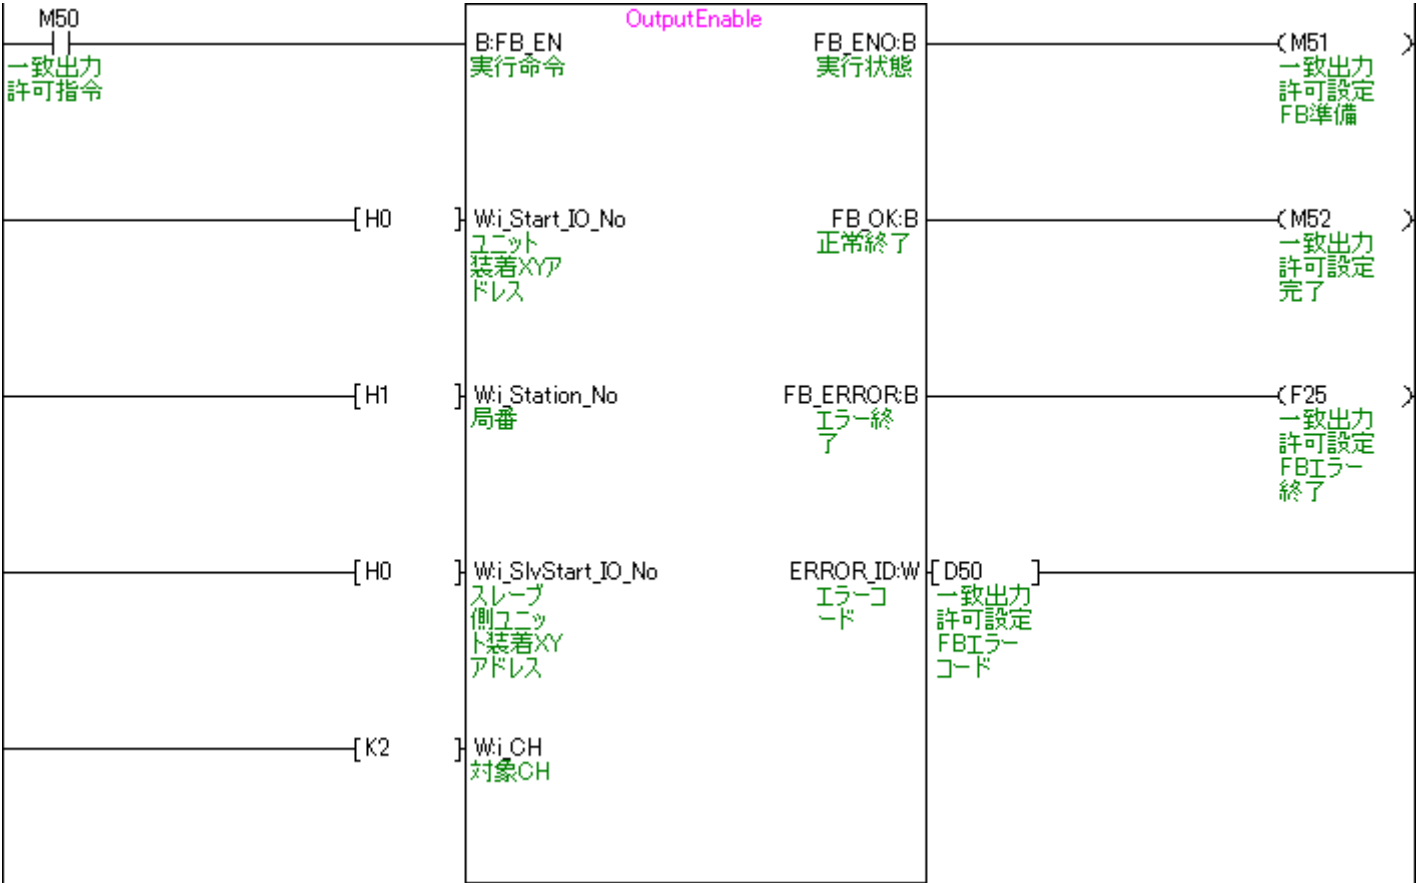 OutputEnable
M50
一致出力
許可指令
B:FB_EN
実行命令
FB_ENO:B
実行状態
M51
一致出力
許可設定
FB準備
[ H0 ]
W:i_Start_IO_No
ユニット
装着XYア
ドレス
FB_OK:B
正常終了
M52
一致出力
許可設定
完了
[ H1 ]
W:i_Station_No
局番
FB_ERROR:B
エラー終
了
F25
一致出力
許可設定
FBエラー
終了
[ H0 ]
W:i_SlvStart_IO_No
スレーブ
側ユニッ
ト装着XY
アドレス
ERROR_ID:W
エラーコ
ード
[ D50 ]
一致出力
許可設定
FBエラー
コード
[ K2 ]
W:i_CH
対象CH